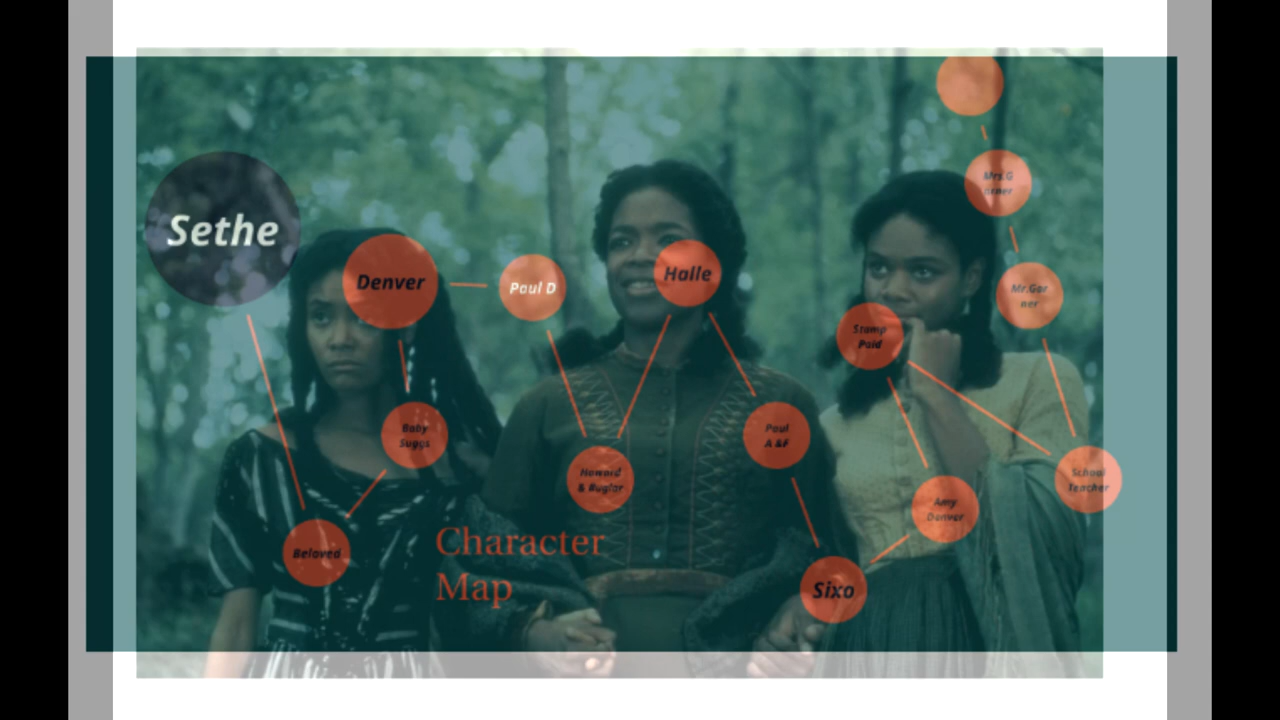 Sethe
Denver
Paul D
Halle
Mrs.G
arner
Mr.Gar
ner
Stamp
Paid
Baby
Suggs
Paul
A &F
Howard
& Buglar
School
Teacher
Amy
Denver
Beloved
Sixo
Character
Map